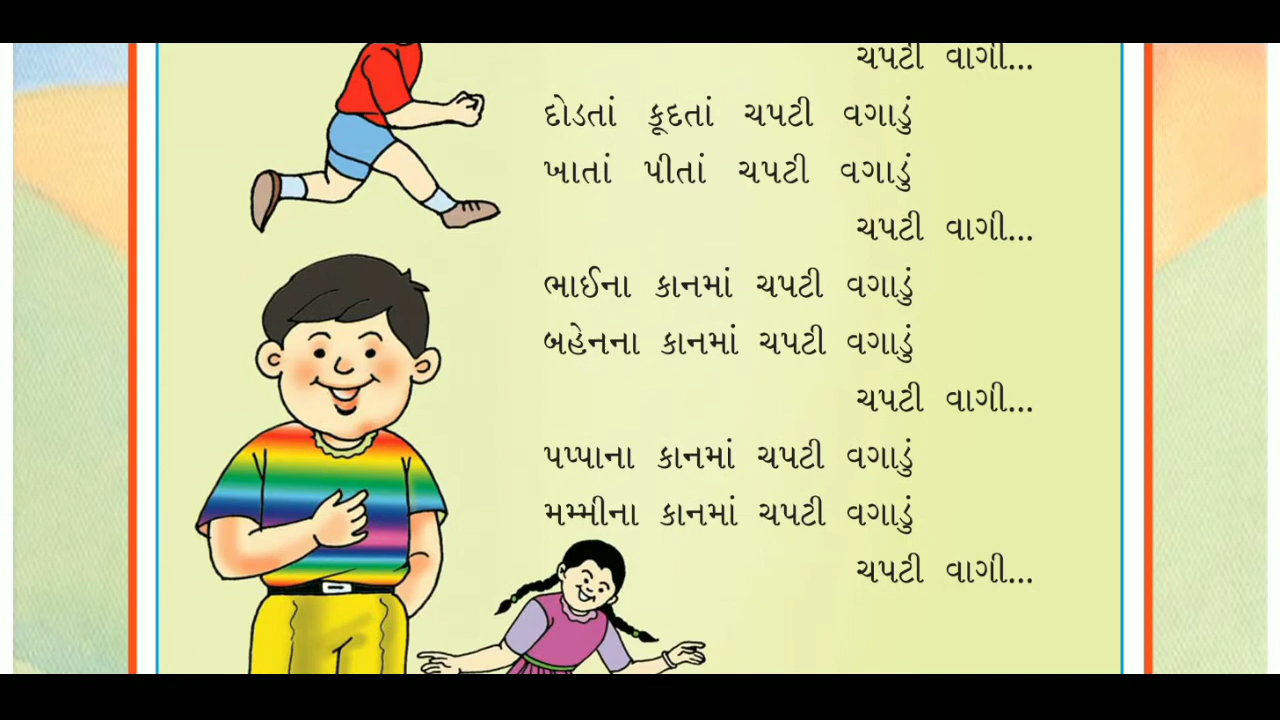 ચપટી વાગી...
દોડતાં કૂદતાં ચપટી વગાડું
ખાતાં પીતાં ચપટી વગાડું
ચપટી વાગી...
ભાઈના કાનમાં ચપટી વગાડું
બહેનના કાનમાં ચપટી વગાડું
ચપટી વાગી...
પપ્પાના કાનમાં ચપટી વગાડું
મમ્મીના કાનમાં ચપટી વગાડું
ચપટી વાગી...